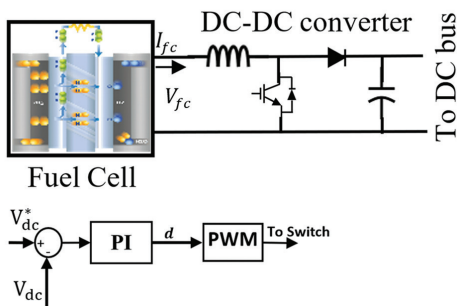 DC-DC converter
I_fc
V_fc
To DC bus
Fuel Cell
V*_dc
+
-
PI
d
PWM
To Switch
V_dc